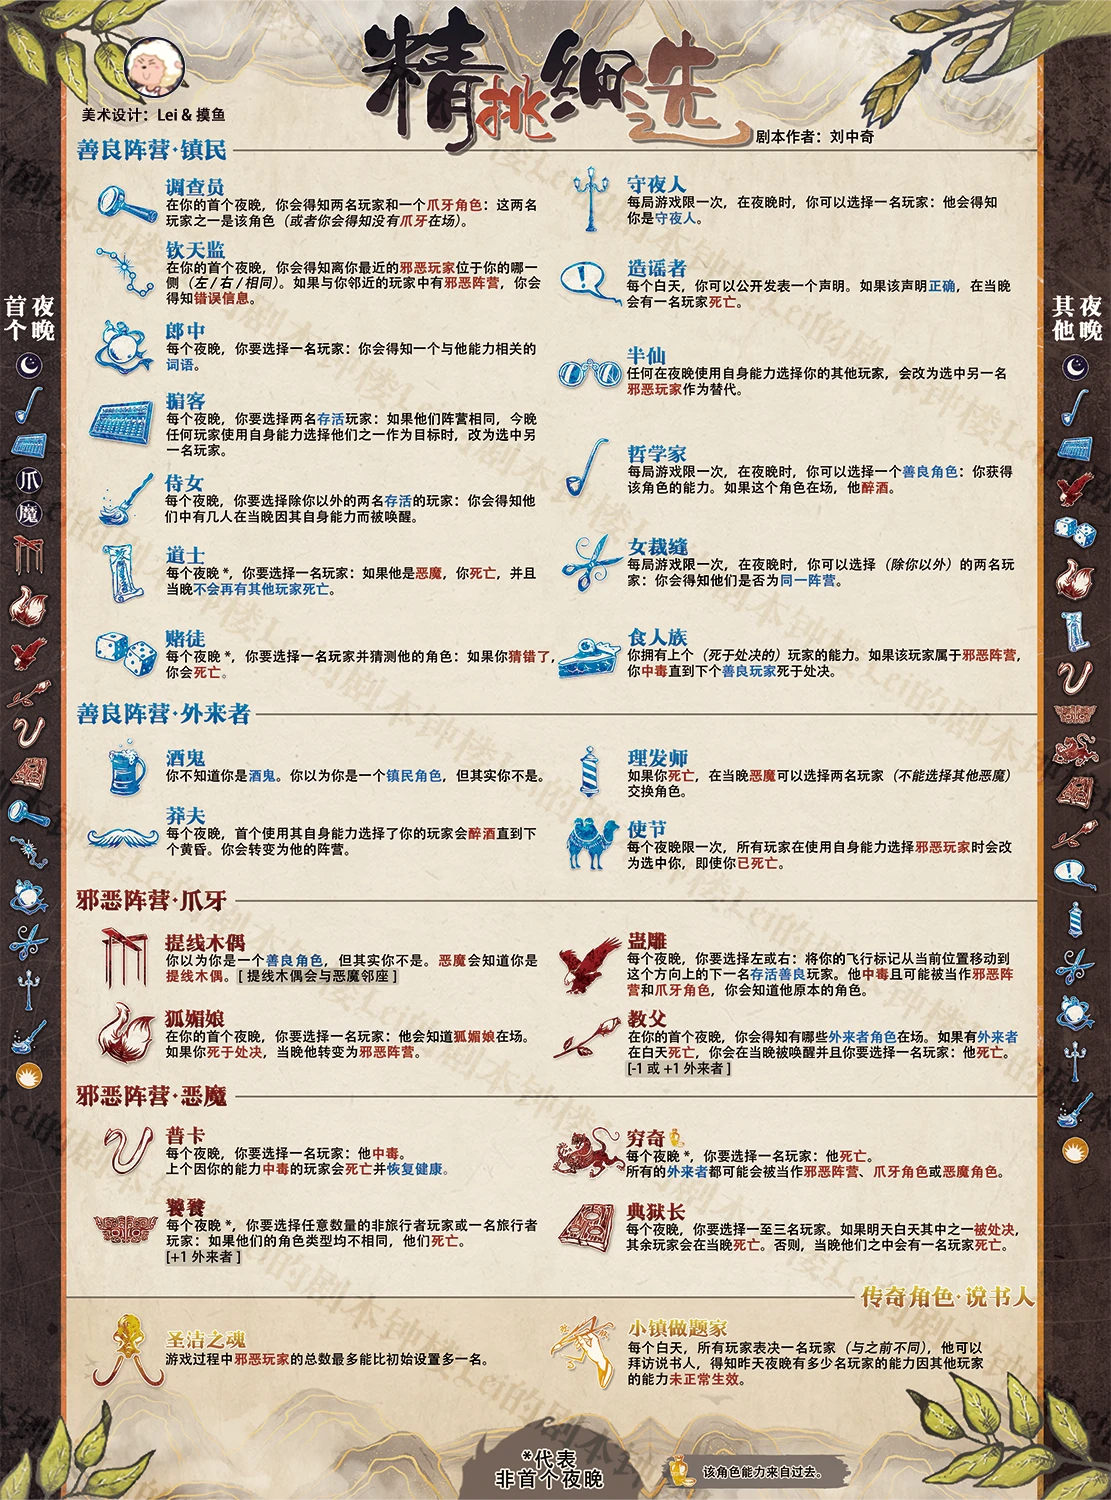 精挑细选
美术设计：Lei & 摸鱼
剧本作者：刘中奇
善良阵营·镇民
调查员
在你的首个夜晚，你会得知两名玩家和一个爪牙角色：这两名
玩家之一是该角色（或者你会得知没有爪牙在场）。
钦天监
在你的首个夜晚，你会得知离你最近的邪恶玩家位于你的哪一
侧（左 / 右 / 相同）。如果与你邻近的玩家中有邪恶阵营，你会
得知错误信息。
郎中
每个夜晚，你要选择一名玩家：你会得知一个与他能力相关的
词语。
掮客
每个夜晚，你要选择两名存活玩家：如果他们阵营相同，今晚
任何玩家使用自身能力选择他们之一作为目标时，改为选中另
一名玩家。
侍女
每个夜晚，你要选择除你以外的两名存活的玩家：你会得知他
们中有几人在当晚因其自身能力而被唤醒。
道士
每个夜晚 *，你要选择一名玩家：如果他是恶魔，你死亡，并且
当晚不会再有其他玩家死亡。
赌徒
每个夜晚 *，你要选择一名玩家并猜测他的角色：如果你猜错了，
你会死亡。
守夜人
每局游戏限一次，在夜晚时，你可以选择一名玩家：他会得知
你是守夜人。
造谣者
每个白天，你可以公开发表一个声明。如果该声明正确，在当晚
会有一名玩家死亡。
半仙
任何在夜晚使用自身能力选择你的其他玩家，会改为选中另一名
邪恶玩家作为替代。
哲学家
每局游戏限一次，在夜晚时，你可以选择一个善良角色：你获得
该角色的能力。如果这个角色在场，他醉酒。
女裁缝
每局游戏限一次，在夜晚时，你可以选择（除你以外）的两名玩
家：你会得知他们是否为同一阵营。
食人族
你拥有上个（死于处决的）玩家的能力。如果该玩家属于邪恶阵营，
你中毒直到下个善良玩家死于处决。
善良阵营·外来者
酒鬼
你不知道你是酒鬼。你以为你是一个镇民角色，但其实你不是。
莽夫
每个夜晚，首个使用其自身能力选择了你的玩家会醉酒直到下
个黄昏。你会转变为他的阵营。
理发师
如果你死亡，在当晚恶魔可以选择两名玩家（不能选择其他恶魔）
交换角色。
使节
每个夜晚限一次，所有玩家在使用自身能力选择邪恶玩家时会改
为选中你，即使你已死亡。
邪恶阵营·爪牙
提线木偶
你以为你是一个善良角色，但其实你不是。恶魔会知道你是
提线木偶。[ 提线木偶会与恶魔邻座 ]
狐媚娘
在你的首个夜晚，你要选择一名玩家：他会知道狐媚娘在场。
如果你死于处决，当晚他转变为邪恶阵营。
蛊雕
每个夜晚，你要选择左或右：将你的飞行标记从当前位置移动到
这个方向上的下一名存活善良玩家。他中毒且可能被当作邪恶阵
营和爪牙角色，你会知道他原本的角色。
教父
在你的首个夜晚，你会得知有哪些外来者角色在场。如果有外来者
在白天死亡，你会在当晚被唤醒并且你要选择一名玩家：他死亡。
[-1 或 +1 外来者 ]
邪恶阵营·恶魔
普卡
每个夜晚，你要选择一名玩家：他中毒。
上个因你的能力中毒的玩家会死亡并恢复健康。
饕餮
每个夜晚 *，你要选择任意数量的非旅行者玩家或一名旅行者
玩家：如果他们的角色类型均不相同，他们死亡。
[+1 外来者 ]
穷奇
每个夜晚 *，你要选择一名玩家：他死亡。
所有的外来者都可能会被当作邪恶阵营、爪牙角色或恶魔角色。
典狱长
每个夜晚，你要选择一至三名玩家。如果明天白天其中之一被处决，
其余玩家会在当晚死亡。否则，当晚他们之中会有一名玩家死亡。
传奇角色·说书人
圣洁之魂
游戏过程中邪恶玩家的总数最多能比初始设置多一名。
小镇做题家
每个白天，所有玩家表决一名玩家（与之前不同），他可以
拜访说书人，得知昨天夜晚有多少名玩家的能力因其他玩家
的能力未正常生效。
*代表
非首个夜晚
该角色能力来自过去。
首个夜晚
爪
魔
其他夜晚